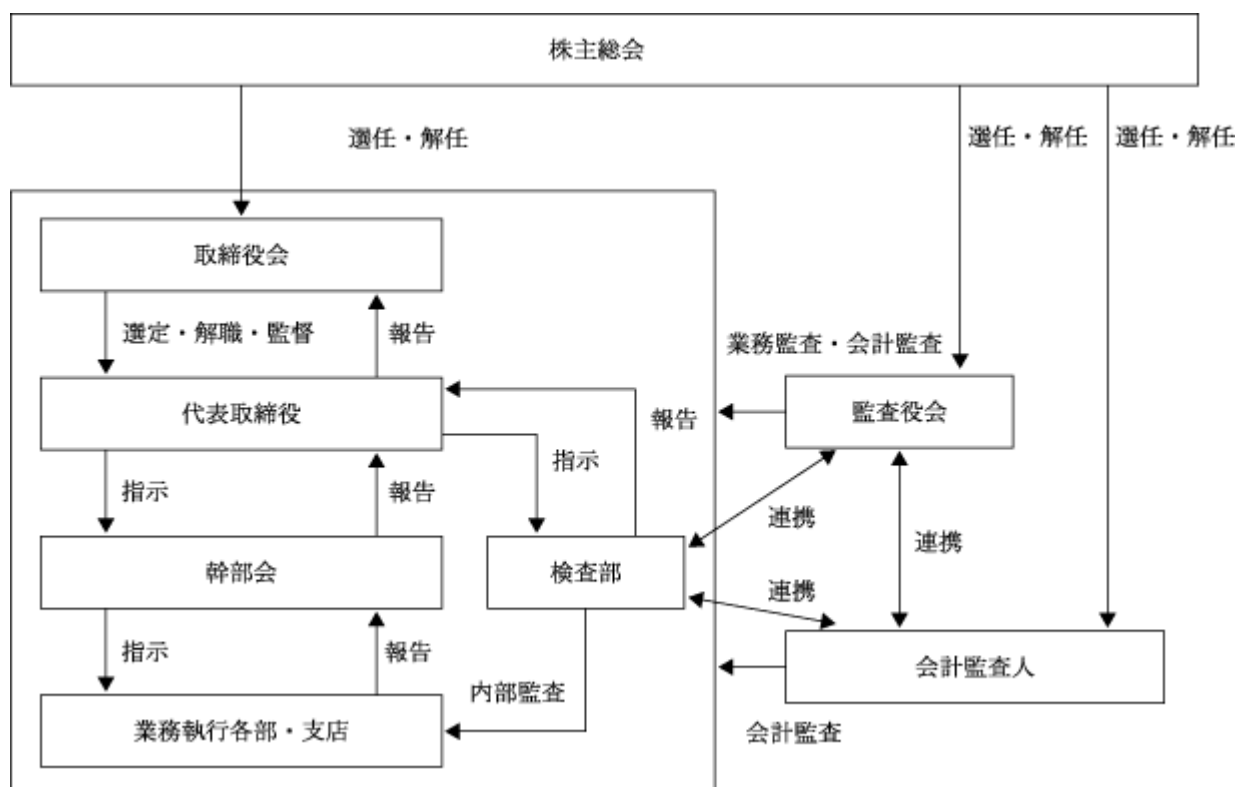 株主総会
選任・解任
選任・解任
選任・解任
取締役会
選定・解職・監督
報告
業務監査・会計監査
代表取締役
報告
監査役会
指示
指示
報告
連携
連携
幹部会
検査部
連携
指示
報告
会計監査人
内部監査
業務執行各部・支店
会計監査